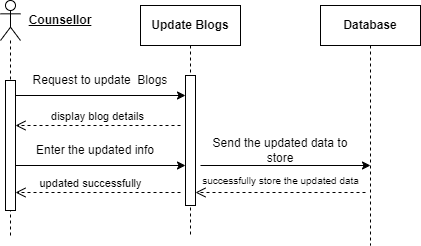 Counsellor
Update Blogs
Database
Request to update  Blogs
display blog details
Enter the updated info
Send the updated data to
store
updated successfully
successfully store the updated data